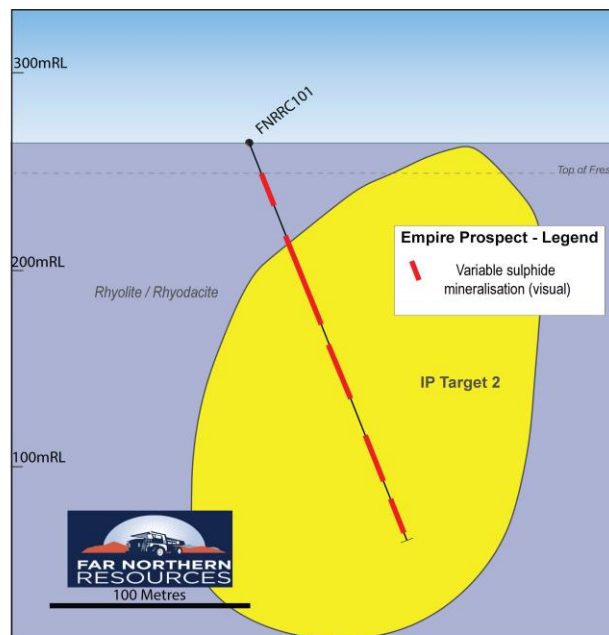 300mRL
FNRRC101
Top of Fres
Empire Prospect - Legend
Variable sulphide
mineralisation (visual)
200mRL
Rhyolite / Rhyodacite
IP Target 2
100mRL
FAR NORTHERN
RESOURCES
100 Metres